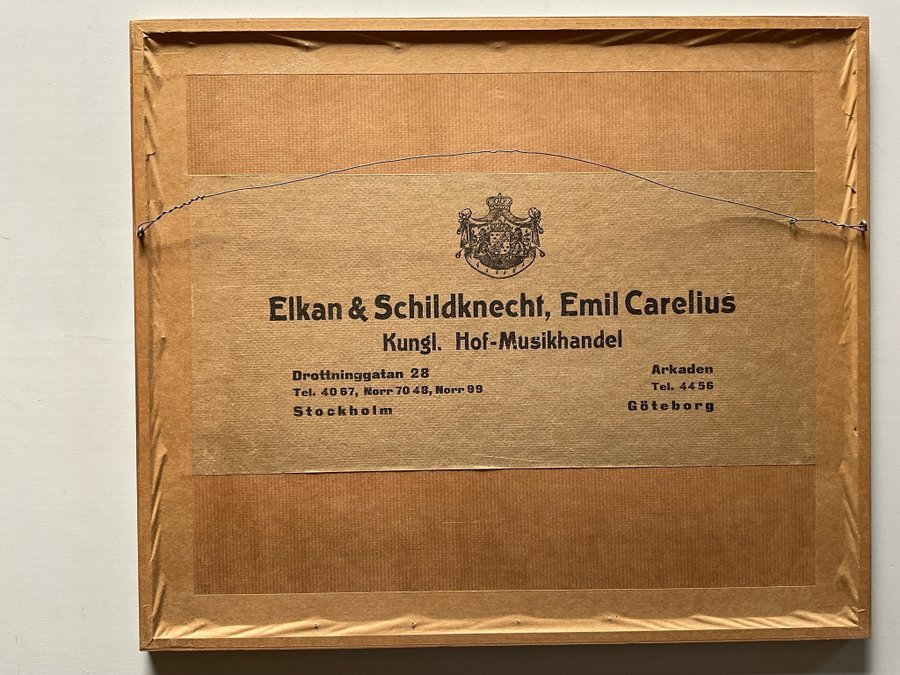 Elkan & Schildknecht, Emil Carelius
Kungl. Hof-Musikhandel
Drottninggatan 28
Tel. 40 67, Norr 70 48, Norr 99
Stockholm
Arkaden
Tel. 44 56
Göteborg